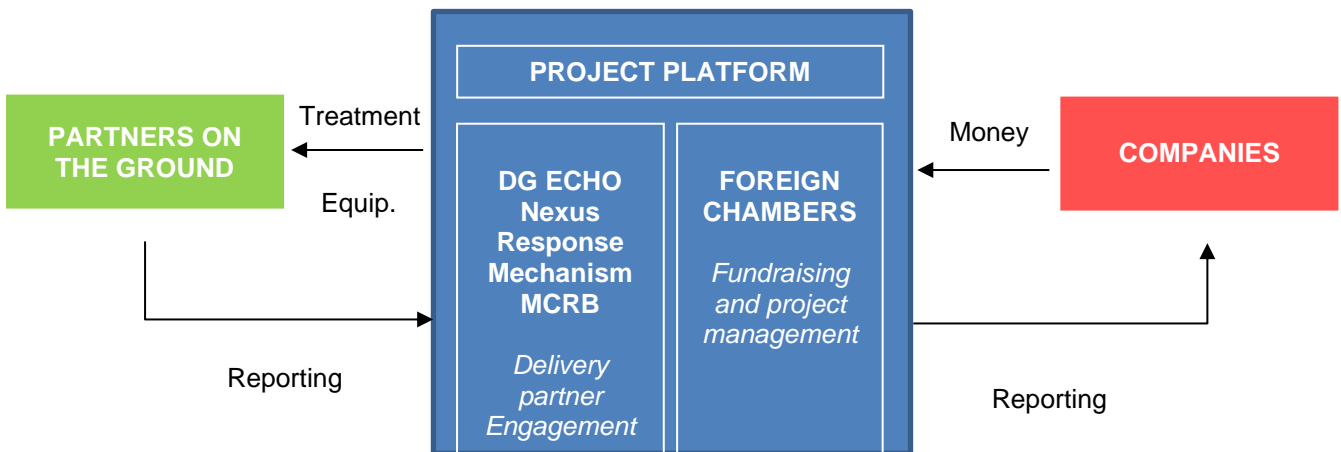 PROJECT PLATFORM
PARTNERS ON
THE GROUND
Treatment
Equip.
Reporting
DG ECHO
Nexus
Response
Mechanism
MCRB
Delivery
partner
Engagement
FOREIGN
CHAMBERS
Fundraising
and project
management
Money
COMPANIES
Reporting